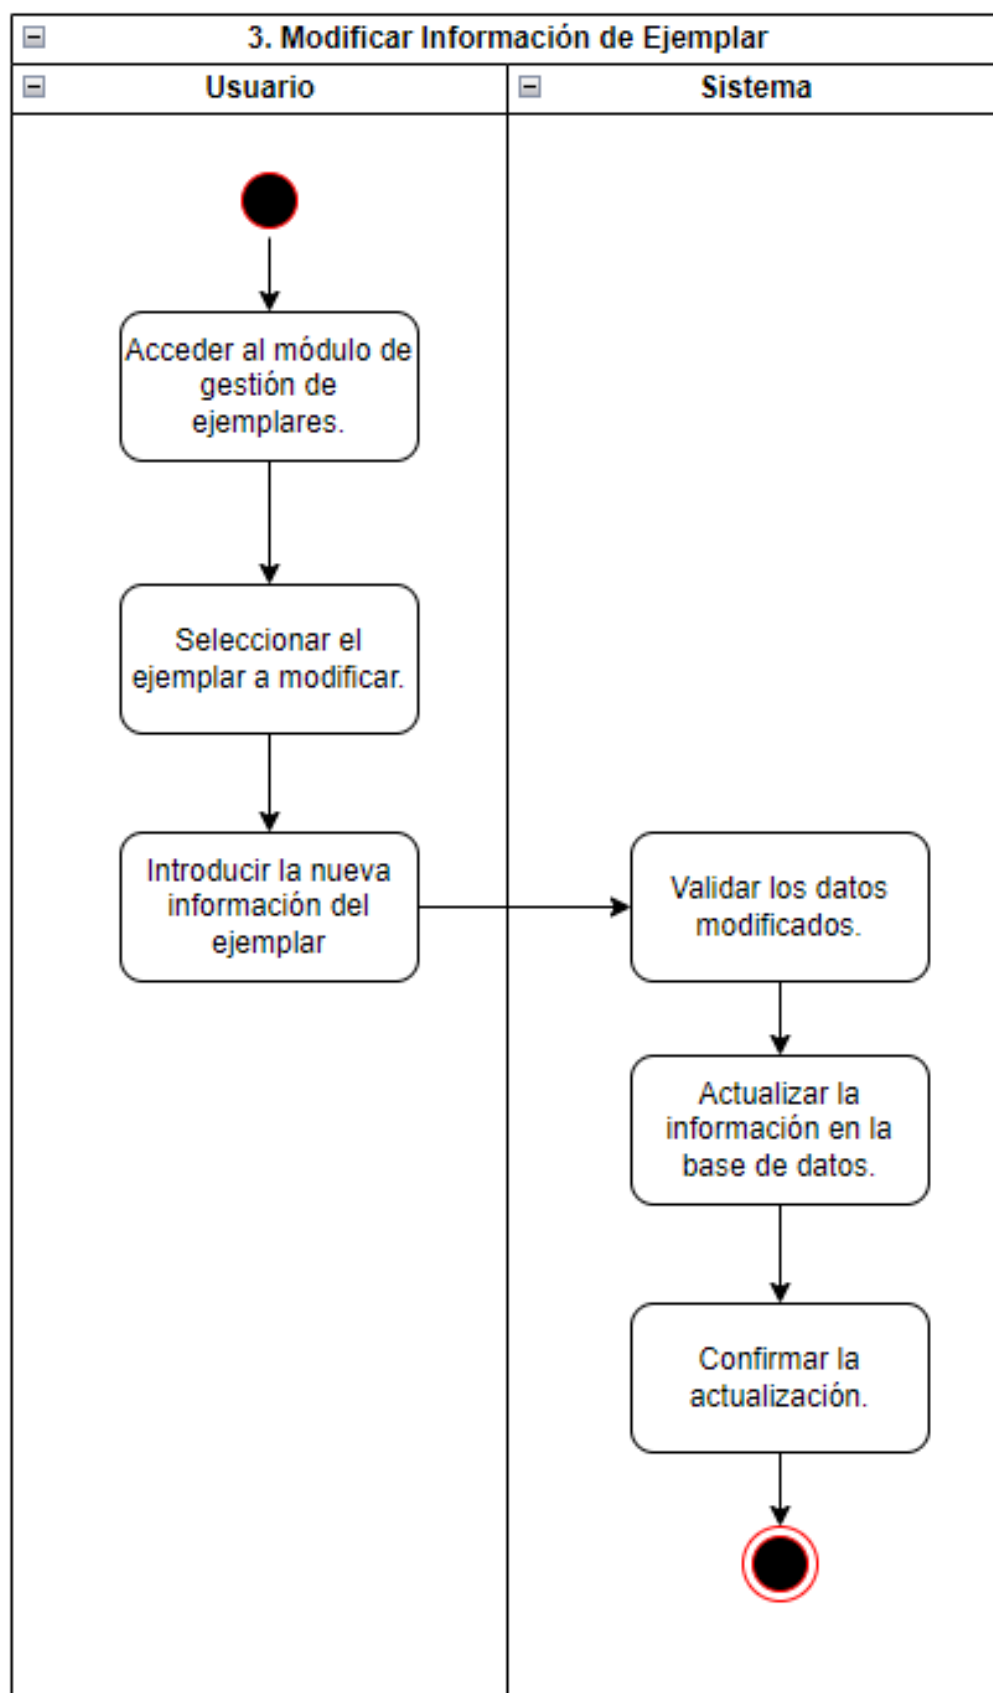 3. Modificar Información de Ejemplar
Usuario
Sistema
Acceder al módulo de
gestión de
ejemplares.
Seleccionar el
ejemplar a modificar.
Introducir la nueva
información del
ejemplar
Validar los datos
modificados.
Actualizar la
información en la
base de datos.
Confirmar la
actualización.